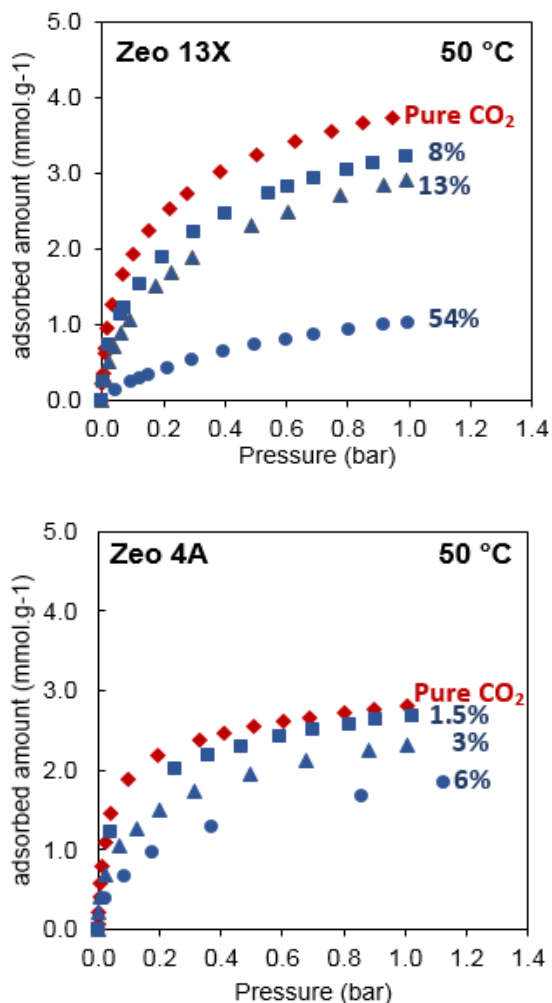 5.0
Zeo 13X 50 °C
4.0
Pure CO₂
8%
3.0
13%
2.0
1.0
54%
0.0
0.0 0.2 0.4 0.6 0.8 1.0 1.2 1.4
Pressure (bar)
adsorbed amount (mmol.g-1)
5.0
Zeo 4A 50 °C
4.0
3.0
Pure CO₂
1.5%
3%
2.0
6%
1.0
0.0
0.0 0.2 0.4 0.6 0.8 1.0 1.2 1.4
Pressure (bar)
adsorbed amount (mmol.g-1)